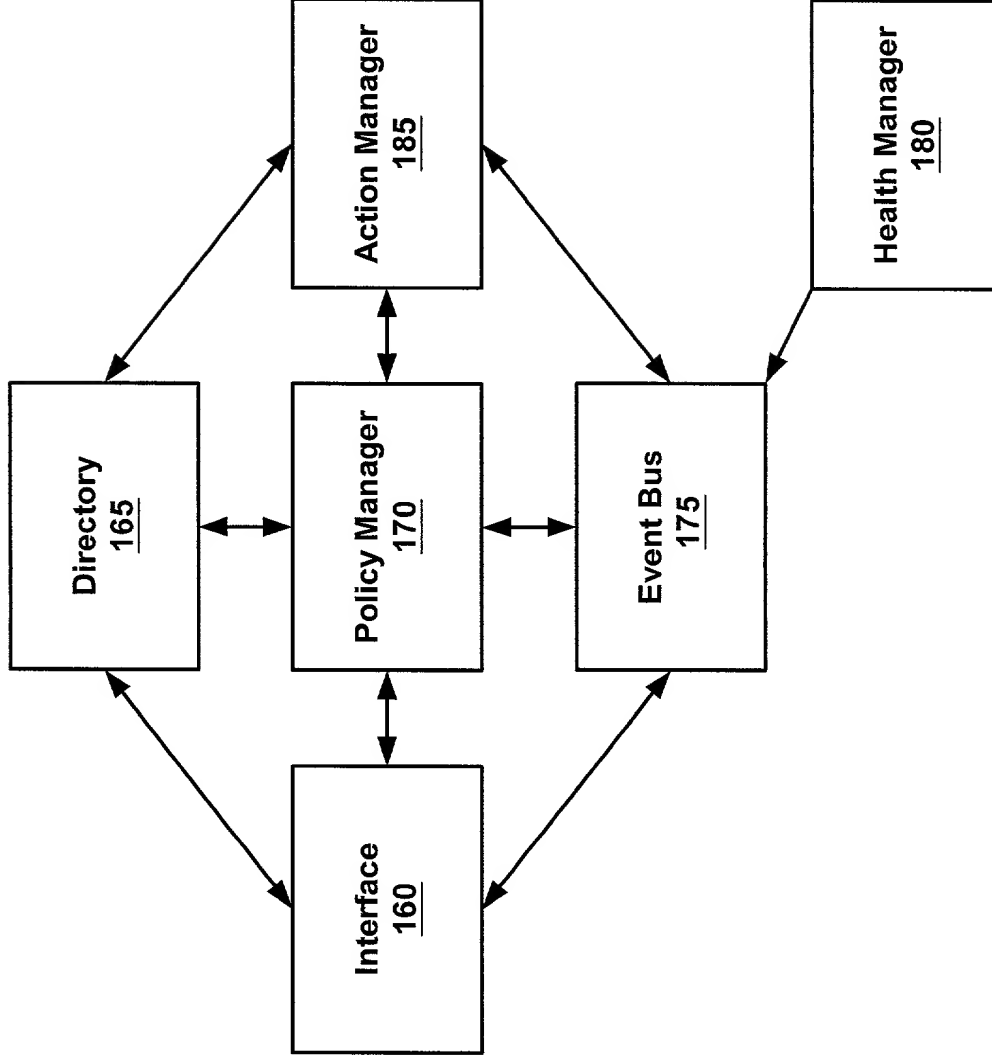 Directory
165
Interface
160
Policy Manager
170
Action Manager
185
Event Bus
175
Health Manager
180